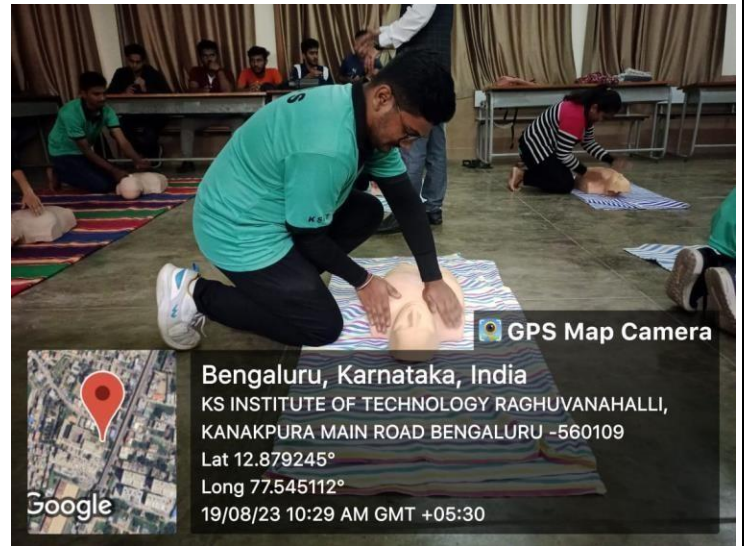 KS
GPS Map Camera
Bengaluru, Karnataka, India
KS INSTITUTE OF TECHNOLOGY RAGHUVANAHALLI,
KANAKPURA MAIN ROAD BENGALURU -560109
Lat 12.879245°
Long 77.545112°
19/08/23 10:29 AM GMT +05:30
Google